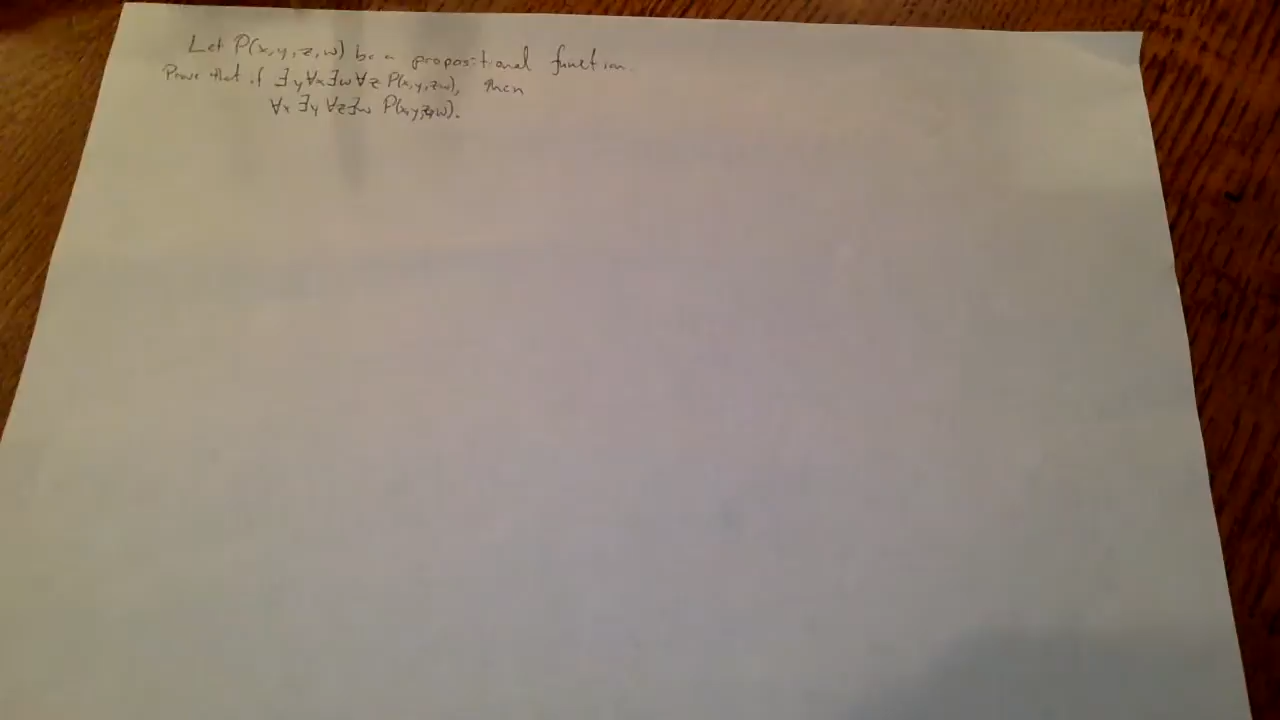 Let P(x,y,z,w) be a propositional function.
Prove that if ∃y∀x∃w∀z P(x,y,z,w), then
∀x ∃y ∀z∃w P(x,y,z,w).